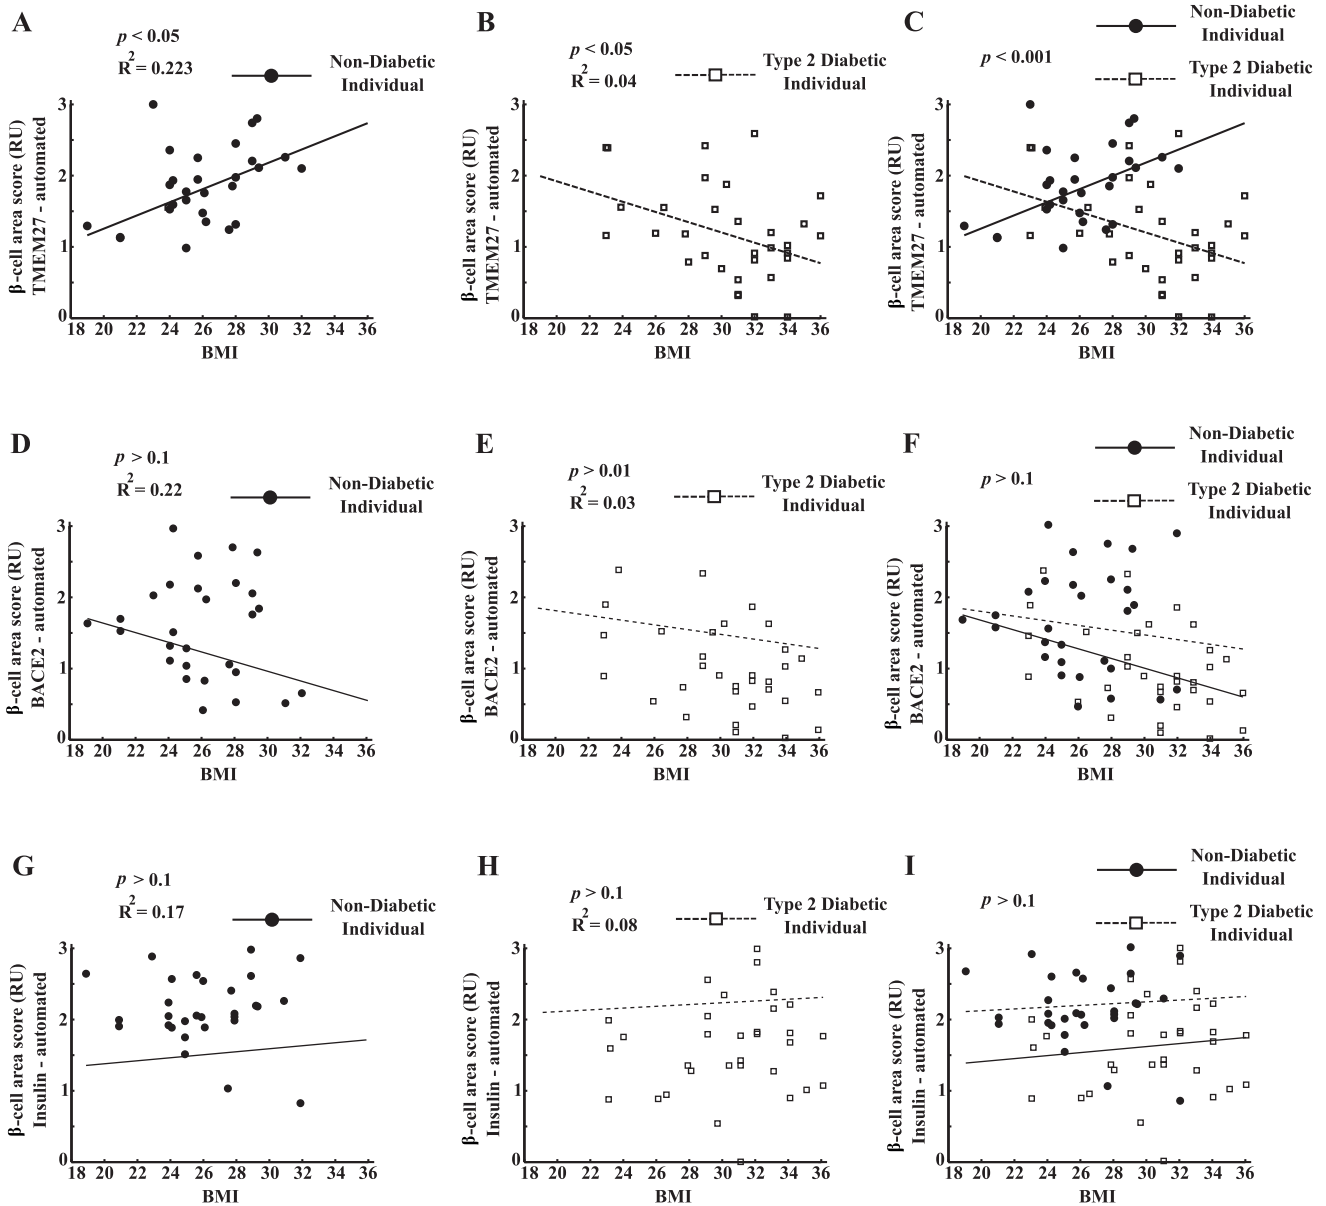 A
p < 0.05
R2 = 0.223
Non-Diabetic
Individual
β-cell area score (RU)
TMEM27 - automated
3
2
1
0
18 20 22 24 26 28 30 32 34 36
BMI
B
p < 0.05
R2 = 0.04
Type 2 Diabetic
Individual
β-cell area score (RU)
TMEM27 - automated
3
2
1
0
18 20 22 24 26 28 30 32 34 36
BMI
C
p < 0.001
Non-Diabetic
Individual
Type 2 Diabetic
Individual
β-cell area score (RU)
TMEM27 - automated
3
2
1
0
18 20 22 24 26 28 30 32 34 36
BMI
D
p > 0.1
R2 = 0.22
Non-Diabetic
Individual
β-cell area score (RU)
BACE2 - automated
3
2
1
0
18 20 22 24 26 28 30 32 34 36
BMI
E
p > 0.01
R2 = 0.03
Type 2 Diabetic
Individual
β-cell area score (RU)
BACE2 - automated
3
2
1
0
18 20 22 24 26 28 30 32 34 36
BMI
F
p > 0.1
Non-Diabetic
Individual
Type 2 Diabetic
Individual
β-cell area score (RU)
BACE2 - automated
3
2
1
0
18 20 22 24 26 28 30 32 34 36
BMI
G
p > 0.1
R2 = 0.17
Non-Diabetic
Individual
β-cell area score (RU)
Insulin - automated
3
2
1
0
18 20 22 24 26 28 30 32 34 36
BMI
H
p > 0.1
R2 = 0.08
Type 2 Diabetic
Individual
β-cell area score (RU)
Insulin - automated
3
2
1
0
18 20 22 24 26 28 30 32 34 36
BMI
I
p > 0.1
Non-Diabetic
Individual
Type 2 Diabetic
Individual
β-cell area score (RU)
Insulin - automated
3
2
1
0
18 20 22 24 26 28 30 32 34 36
BMI